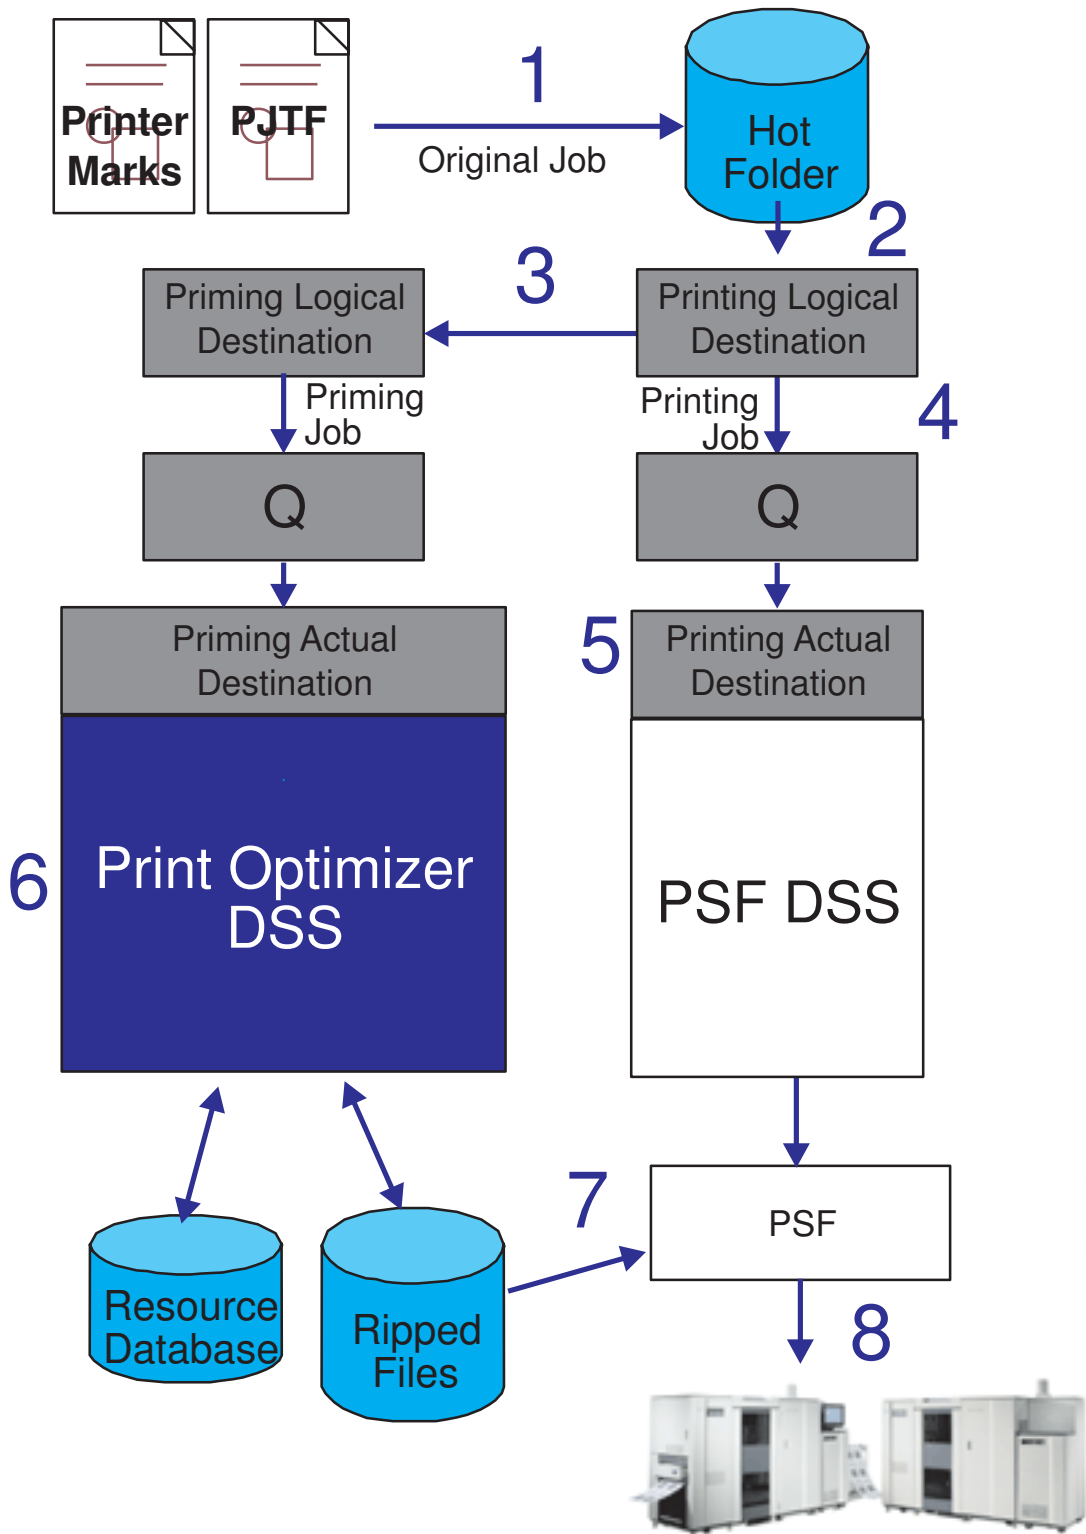 Printer
Marks
PJTF
1
Original Job
Hot
Folder
2
3
Priming Logical
Destination
Printing Logical
Destination
Priming
Job
Printing
Job
4
Q
Q
Priming Actual
Destination
5
Printing Actual
Destination
6
Print Optimizer
DSS
PSF DSS
7
PSF
Resource
Database
Ripped
Files
8